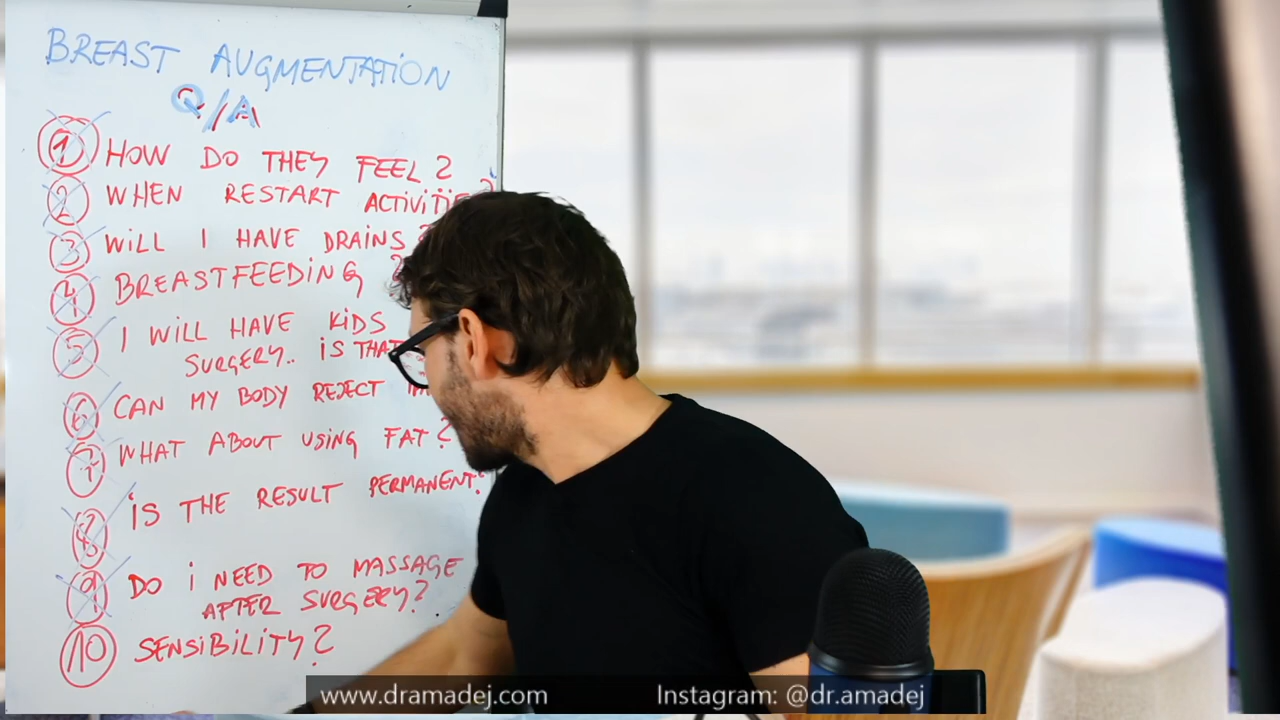 BREAST AUGMENTATION
Q/A
1 HOW DO THEY FEEL?
2 WHEN RESTART ACTIVITIES?
3 WILL I HAVE DRAINS?
4 BREASTFEEDING?
5 I WILL HAVE KIDS
SURGERY.. IS THAT
6 CAN MY BODY REJECT
7 WHAT ABOUT USING FAT?
8 IS THE RESULT PERMANENT?
9 DO I NEED TO MASSAGE
AFTER SURGERY?
10 SENSIBILITY?
www.dramadej.com Instagram: @dr.amadej